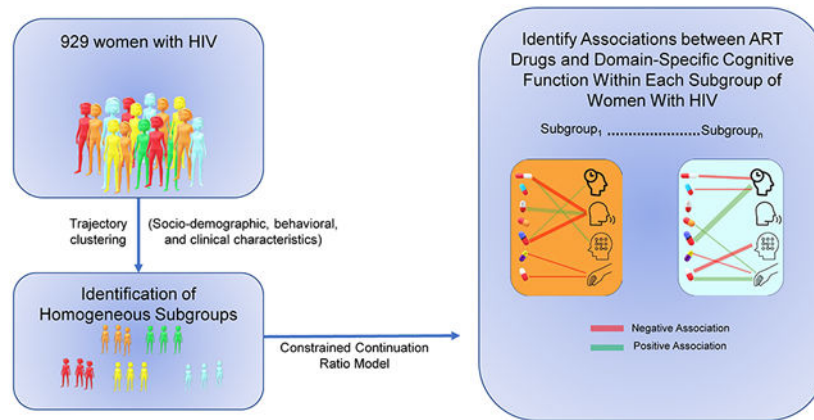 929 women with HIV
Trajectory
clustering
(Socio-demographic, behavioral,
and clinical characteristics)
Identification of
Homogeneous Subgroups
Constrained Continuation
Ratio Model
Identify Associations between ART
Drugs and Domain-Specific Cognitive
Function Within Each Subgroup of
Women With HIV
Subgroup₁ ........................ Subgroupₙ
Negative Association
Positive Association